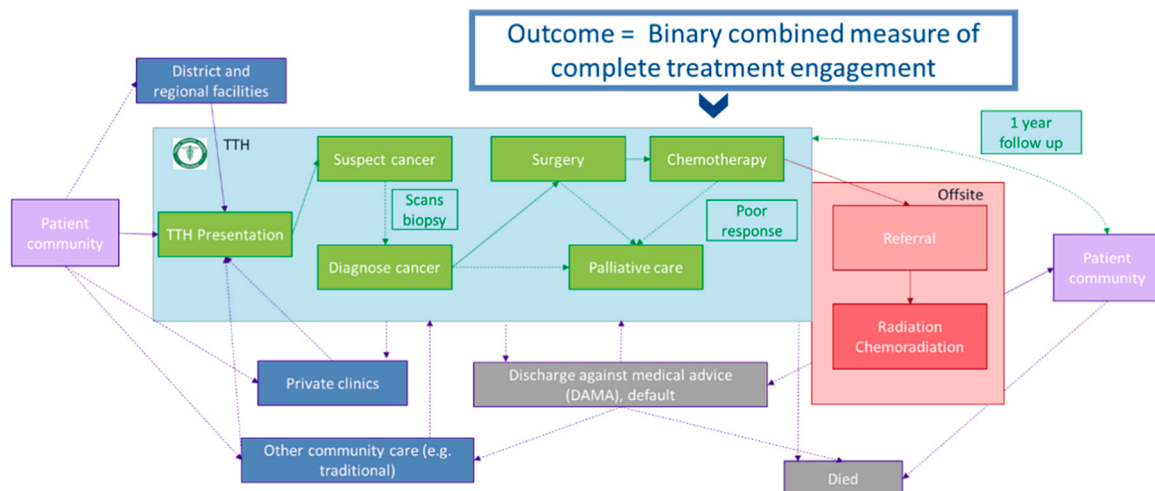 Outcome = Binary combined measure of
complete treatment engagement
District and
regional facilities
TTH
1 year
follow up
Suspect cancer
Surgery
Chemotherapy
Scans
biopsy
Offsite
Patient
community
TTH Presentation
Poor
response
Referral
Diagnose cancer
Palliative care
Patient
community
Radiation
Chemoradiation
Private clinics
Discharge against medical advice
(DAMA), default
Other community care (e.g.
traditional)
Died